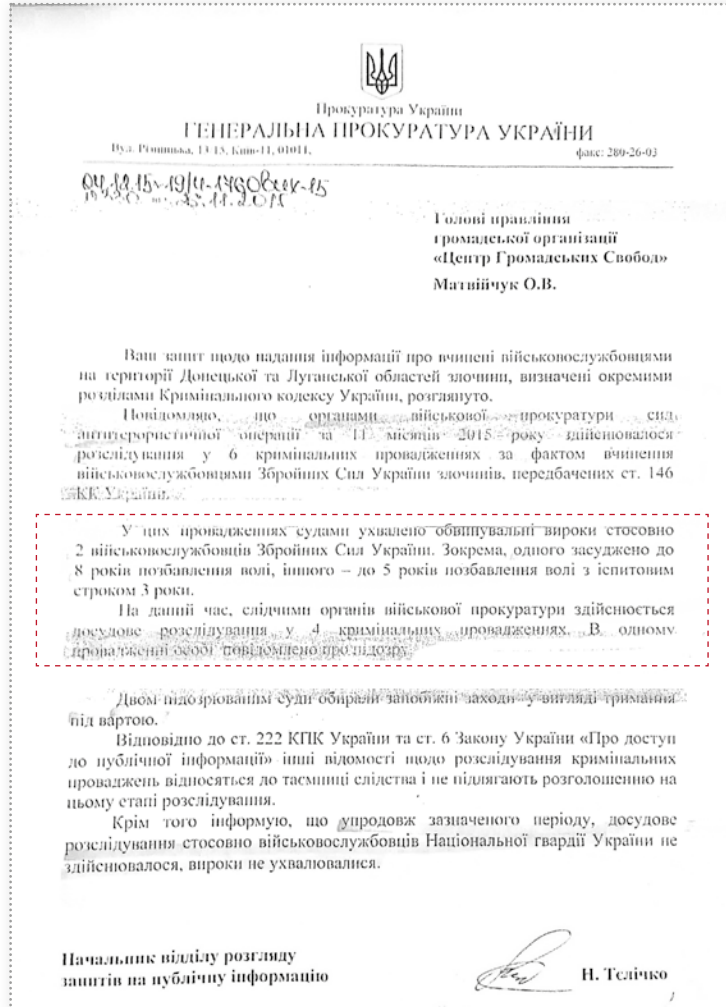 Прокуратура України
ГЕНЕРАЛЬНА ПРОКУРАТУРА УКРАЇНИ
Вул. Різницька, 13/15, Київ-11, 01011,
факс: 280-26-03
Голові правління
громадської організації
«Центр Громадських Свобод»
Матвійчук О.В.
Ваш запит щодо надання інформації про вчинені військовослужбовцями
на території Донецької та Луганської областей злочини, визначені окремими
розділами Кримінального кодексу України, розглянуто.
Повідомляю, що органами військової прокуратури сил
антитерористичної операції за 11 місяців 2015 року здійснювалося
розслідування у 6 кримінальних провадженнях за фактом вчинення
військовослужбовцями Збройних Сил України злочинів, передбачених ст. 146
КК України.
У цих провадженнях судами ухвалено обвинувальні вироки стосовно
2 військовослужбовців Збройних Сил України. Зокрема, одного засуджено до
8 років позбавлення волі, іншого – до 5 років позбавлення волі з іспитовим
строком 3 роки.
На даний час, слідчими органів військової прокуратури здійснюється
досудове розслідування у 4 кримінальних провадженнях. В одному
провадженні особі повідомлено про підозру.
Двом підозрюваним суди обирали запобіжні заходи у вигляді тримання
під вартою.
Відповідно до ст. 222 КПК України та ст. 6 Закону України «Про доступ
до публічної інформації» інші відомості щодо розслідування кримінальних
проваджень відносяться до таємниці слідства і не підлягають розголошенню на
цьому етапі розслідування.
Крім того інформую, що упродовж зазначеного періоду, досудове
розслідування стосовно військовослужбовців Національної гвардії України не
здійснювалося, вироки не ухвалювалися.
Начальник відділу розгляду
запитів на публічну інформацію
Н. Тєлічко